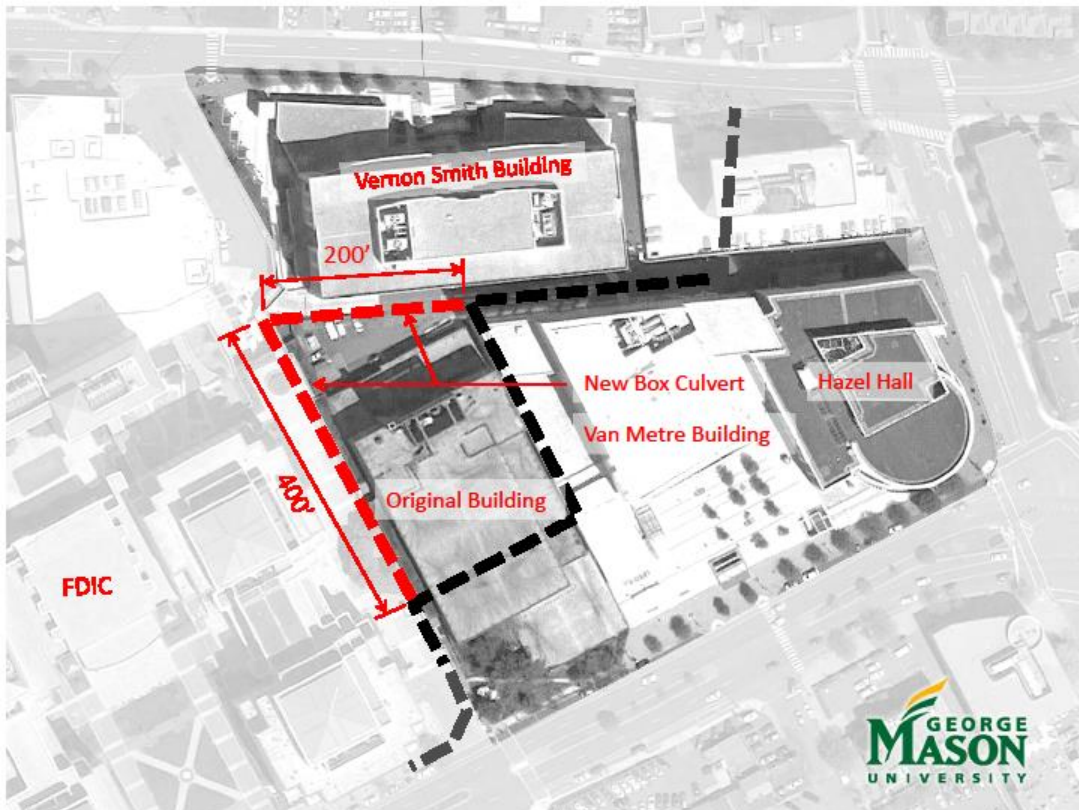 Vernon Smith Building
200'
New Box Culvert
Hazel Hall
Van Metre Building
400'
Original Building
FDIC
GEORGE
MASON
UNIVERSITY